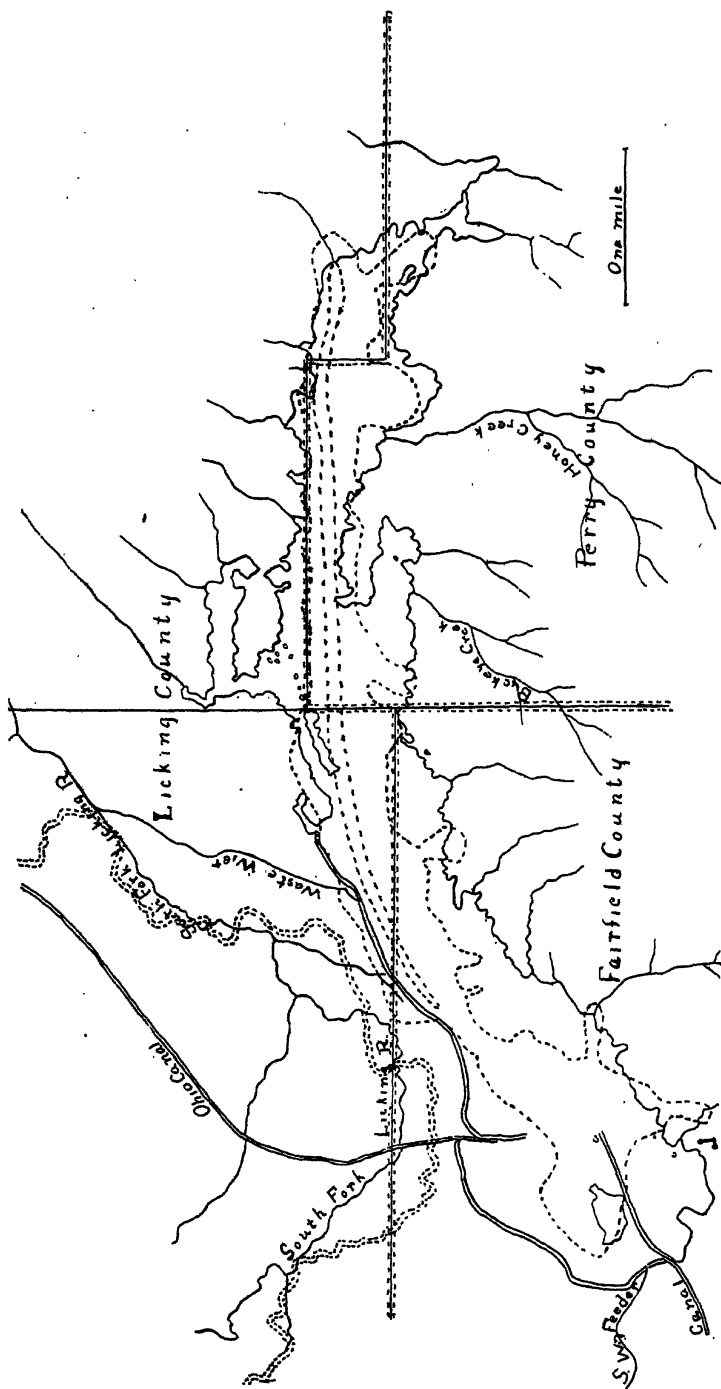 Licking County
South Fork Licking R.
Waste Wier
Ohio Canal
Licking R.
South Fork
S.W. Feeder
Canal
Fairfield County
Buckeye Creek
Honey Creek
Perry County
One mile